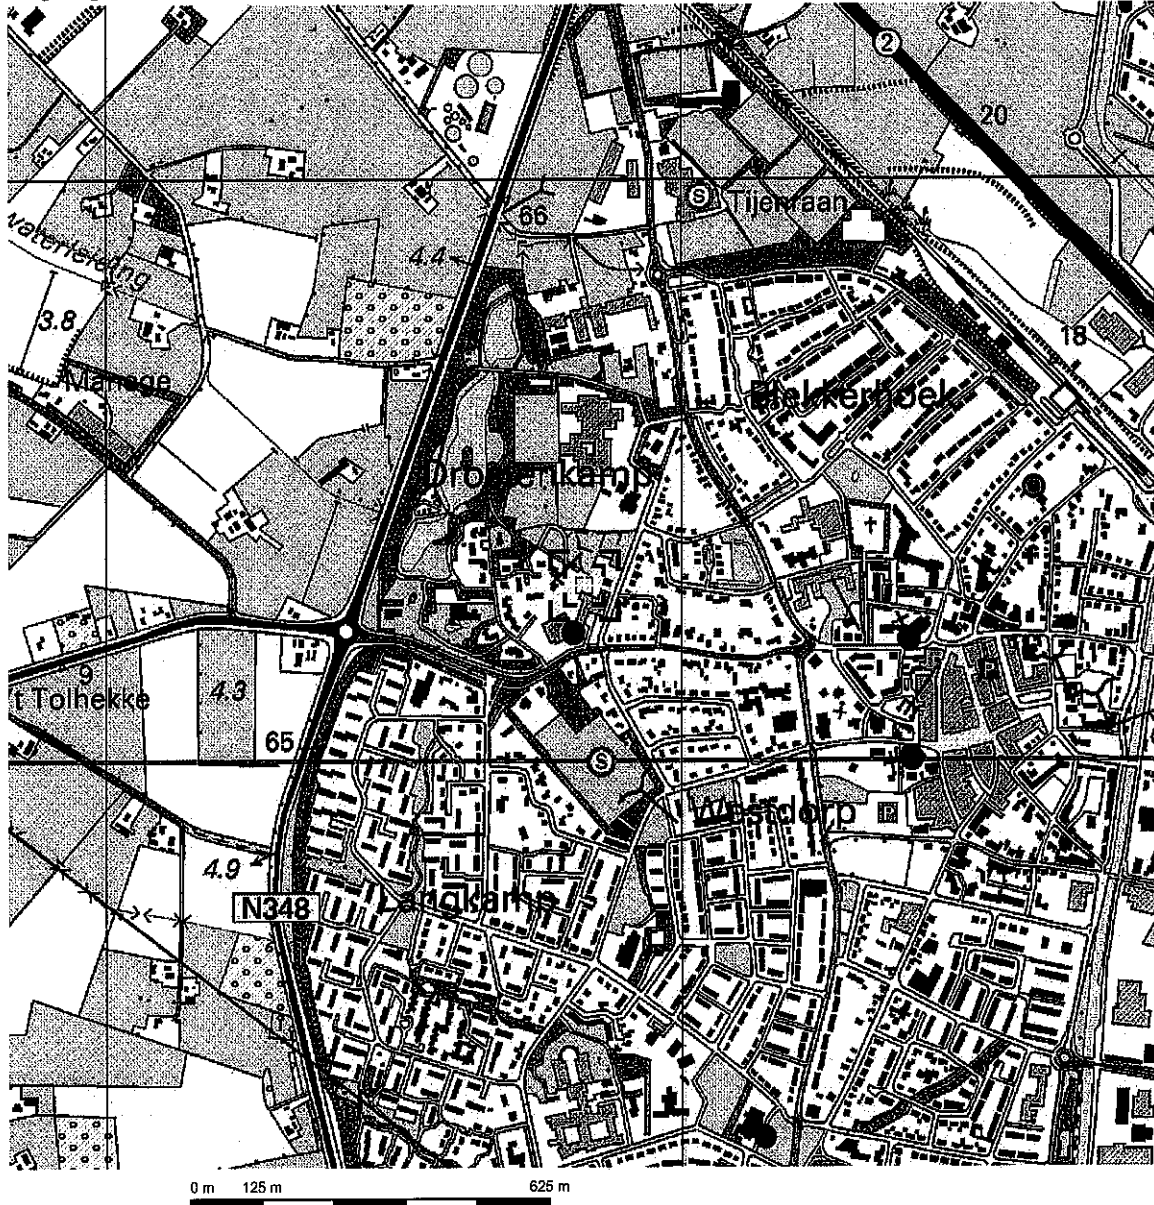 2
20
S
Tijenraan
66
Waterleiding
4.4
3.8
18
Manege
Blekkerhoek
Drostenkamp
9
't Tolhekke
4.3
P
65
S
Westdorp
4.9
N348
Langkamp
0 m 125 m 625 m